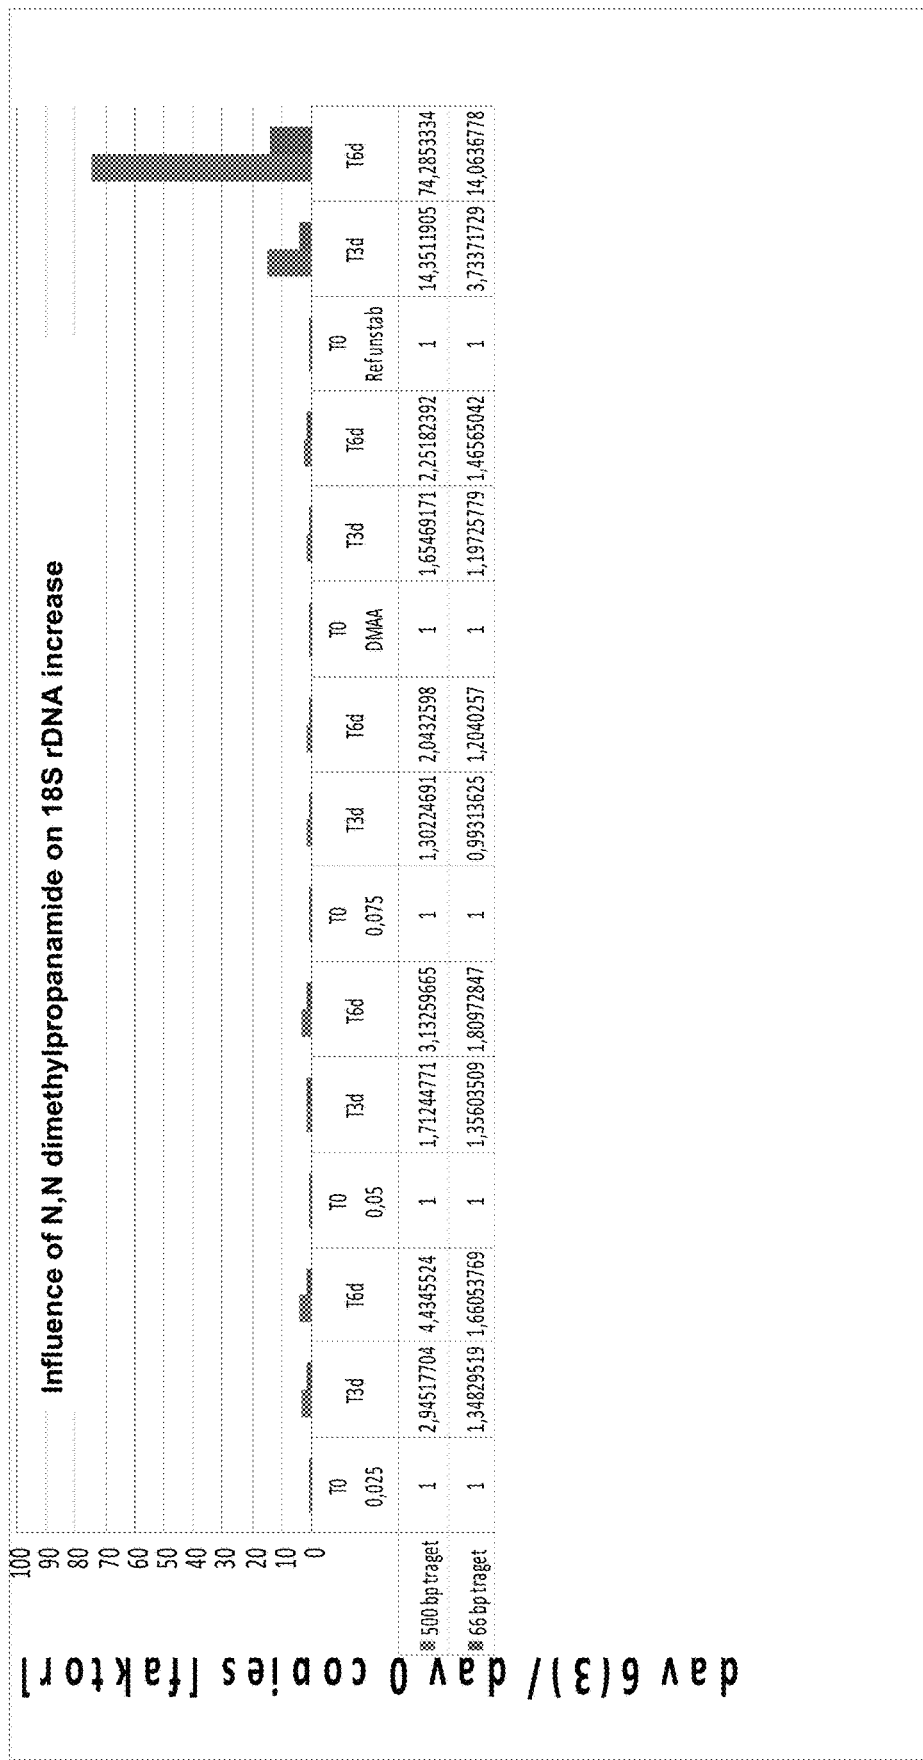 Influence of N,N dimethylpropanamide on 18S rDNA increase
day 6(3)/ day 0 copies [faktor]
100
90
80
70
60
50
40
30
20
10
0
T0 T3d T6d T0 T3d T6d T0 T3d T6d T0 T3d T6d T0 T3d T6d
0,025 0,05 0,075 DMAA Refunstab
500 bp traget 1 2,94517704 4,4345524 1 1,71244771 3,13259665 1 1,30224691 2,0432598 1 1,65469171 2,25182392 1 14,3511905 74,2853334
66 bp traget 1 1,34829519 1,66053769 1 1,35603509 1,80972847 1 0,99313625 1,2040257 1 1,19725779 1,46565042 1 3,73371729 14,0636778